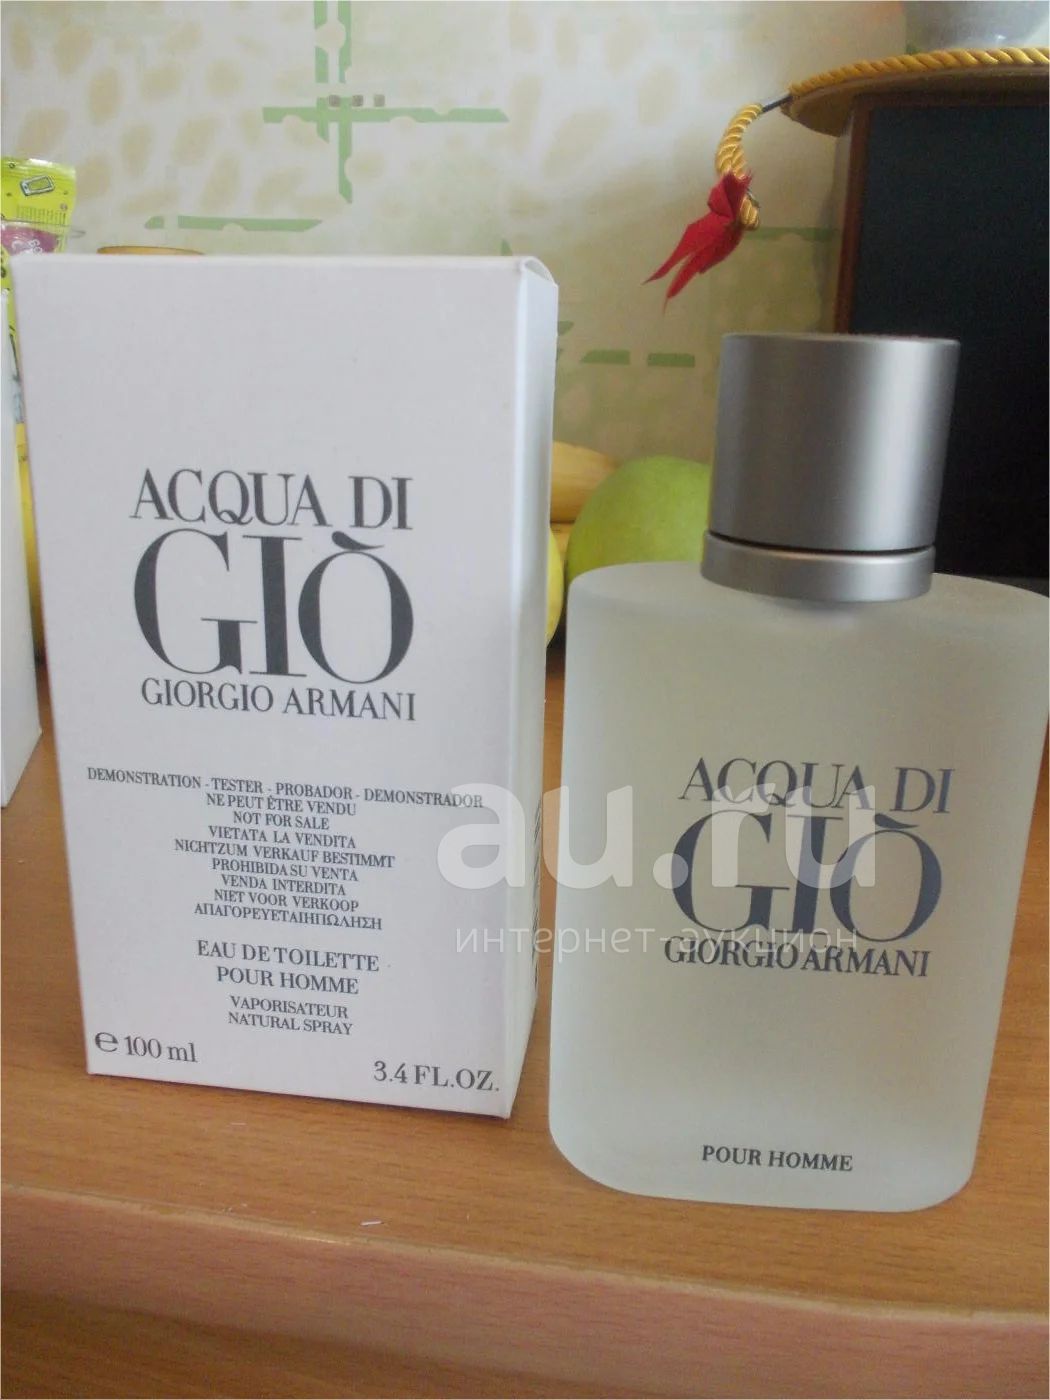 ACQUA DI
GIÒ
GIORGIO ARMANI
DEMONSTRATION - TESTER - PROBADOR - DEMONSTRADOR
NE PEUT ÊTRE VENDU
NOT FOR SALE
VIETATA LA VENDITA
NICHTZUM VERKAUF BESTIMMT
PROHIBIDA SU VENTA
VENDA INTERDITA
NIET VOOR VERKOOP
ΑΠΑΓΟΡΕΥΕΤΑΙΗΠΩΛΗΣΗ
EAU DE TOILETTE
POUR HOMME
VAPORISATEUR
NATURAL SPRAY
℮ 100 ml
3.4 FL.OZ.
ACQUA DI
GIÒ
GIORGIO ARMANI
POUR HOMME
au.ru
интернет-аукцион